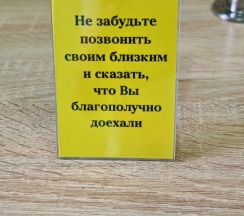 Не забудьте
позвонить
своим близким
и сказать,
что Вы
благополучно
доехали